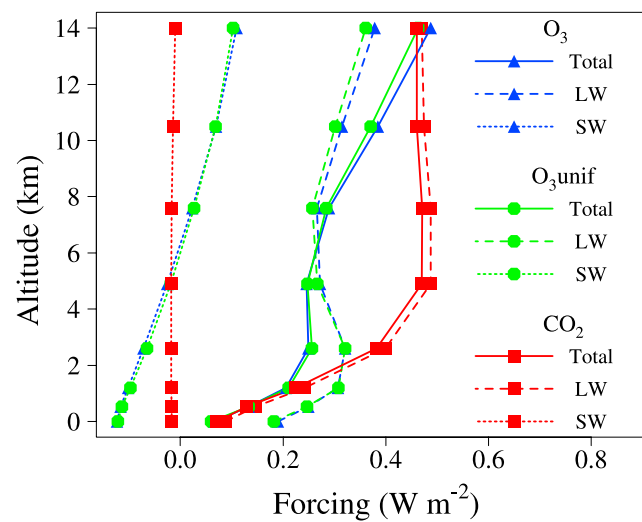 14
12
10
8
6
4
2
0
Altitude (km)
0.0
0.2
0.4
0.6
0.8
Forcing (W m⁻²)
O₃
Total
LW
SW
O₃unif
Total
LW
SW
CO₂
Total
LW
SW